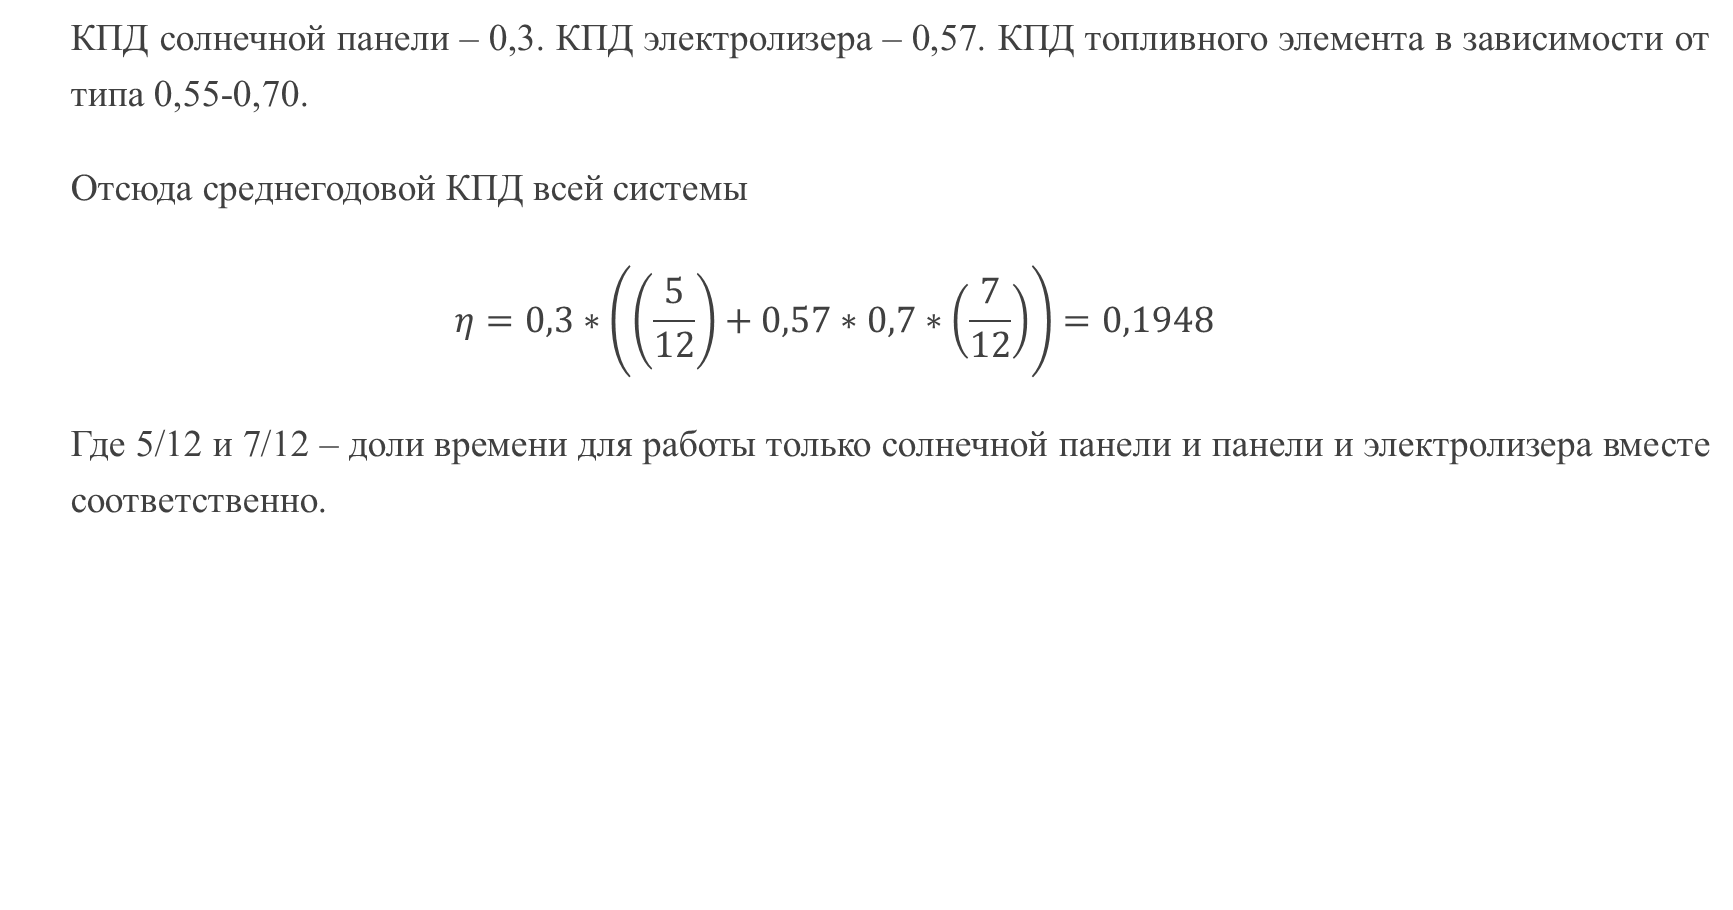 КПД солнечной панели – 0,3. КПД электролизера – 0,57. КПД топливного элемента в зависимости от
типа 0,55-0,70.
Отсюда среднегодовой КПД всей системы
η = 0,3 * ((5/12) + 0,57 * 0,7 * (7/12)) = 0,1948
Где 5/12 и 7/12 – доли времени для работы только солнечной панели и панели и электролизера вместе
соответственно.